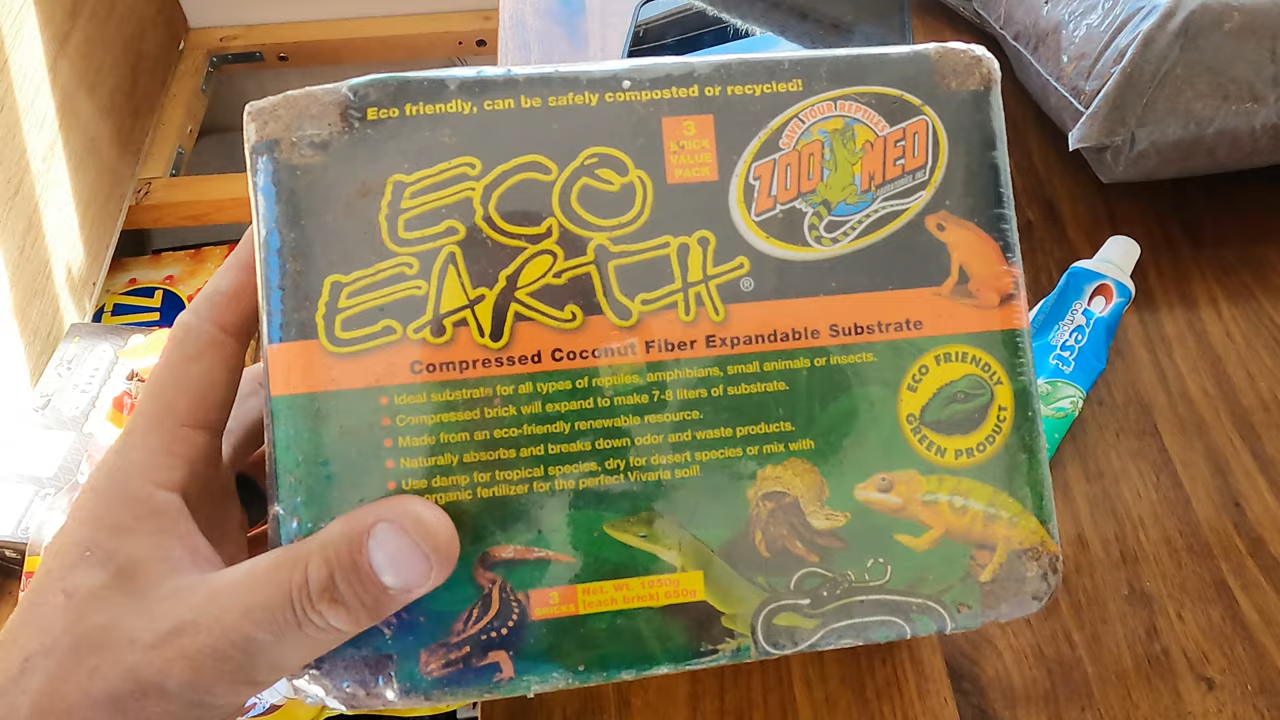 Eco friendly, can be safely composted or recycled!
3
BRICK
VALUE
PACK
SAVE YOUR REPTILES
ZOO MED
LABORATORIES INC
ECO
EARTH®
Compressed Coconut Fiber Expandable Substrate
Ideal substrate for all types of reptiles, amphibians, small animals or insects.
Compressed brick will expand to make 7-8 liters of substrate.
Made from an eco-friendly renewable resource.
Naturally absorbs and breaks down odor and waste products.
Use damp for tropical species, dry for desert species or mix with
organic fertilizer for the perfect Vivaria soil!
ECO FRIENDLY
GREEN PRODUCT
3
BRICKS
Net. Wt. 1950g
[each brick] 650g
Crest
Complete